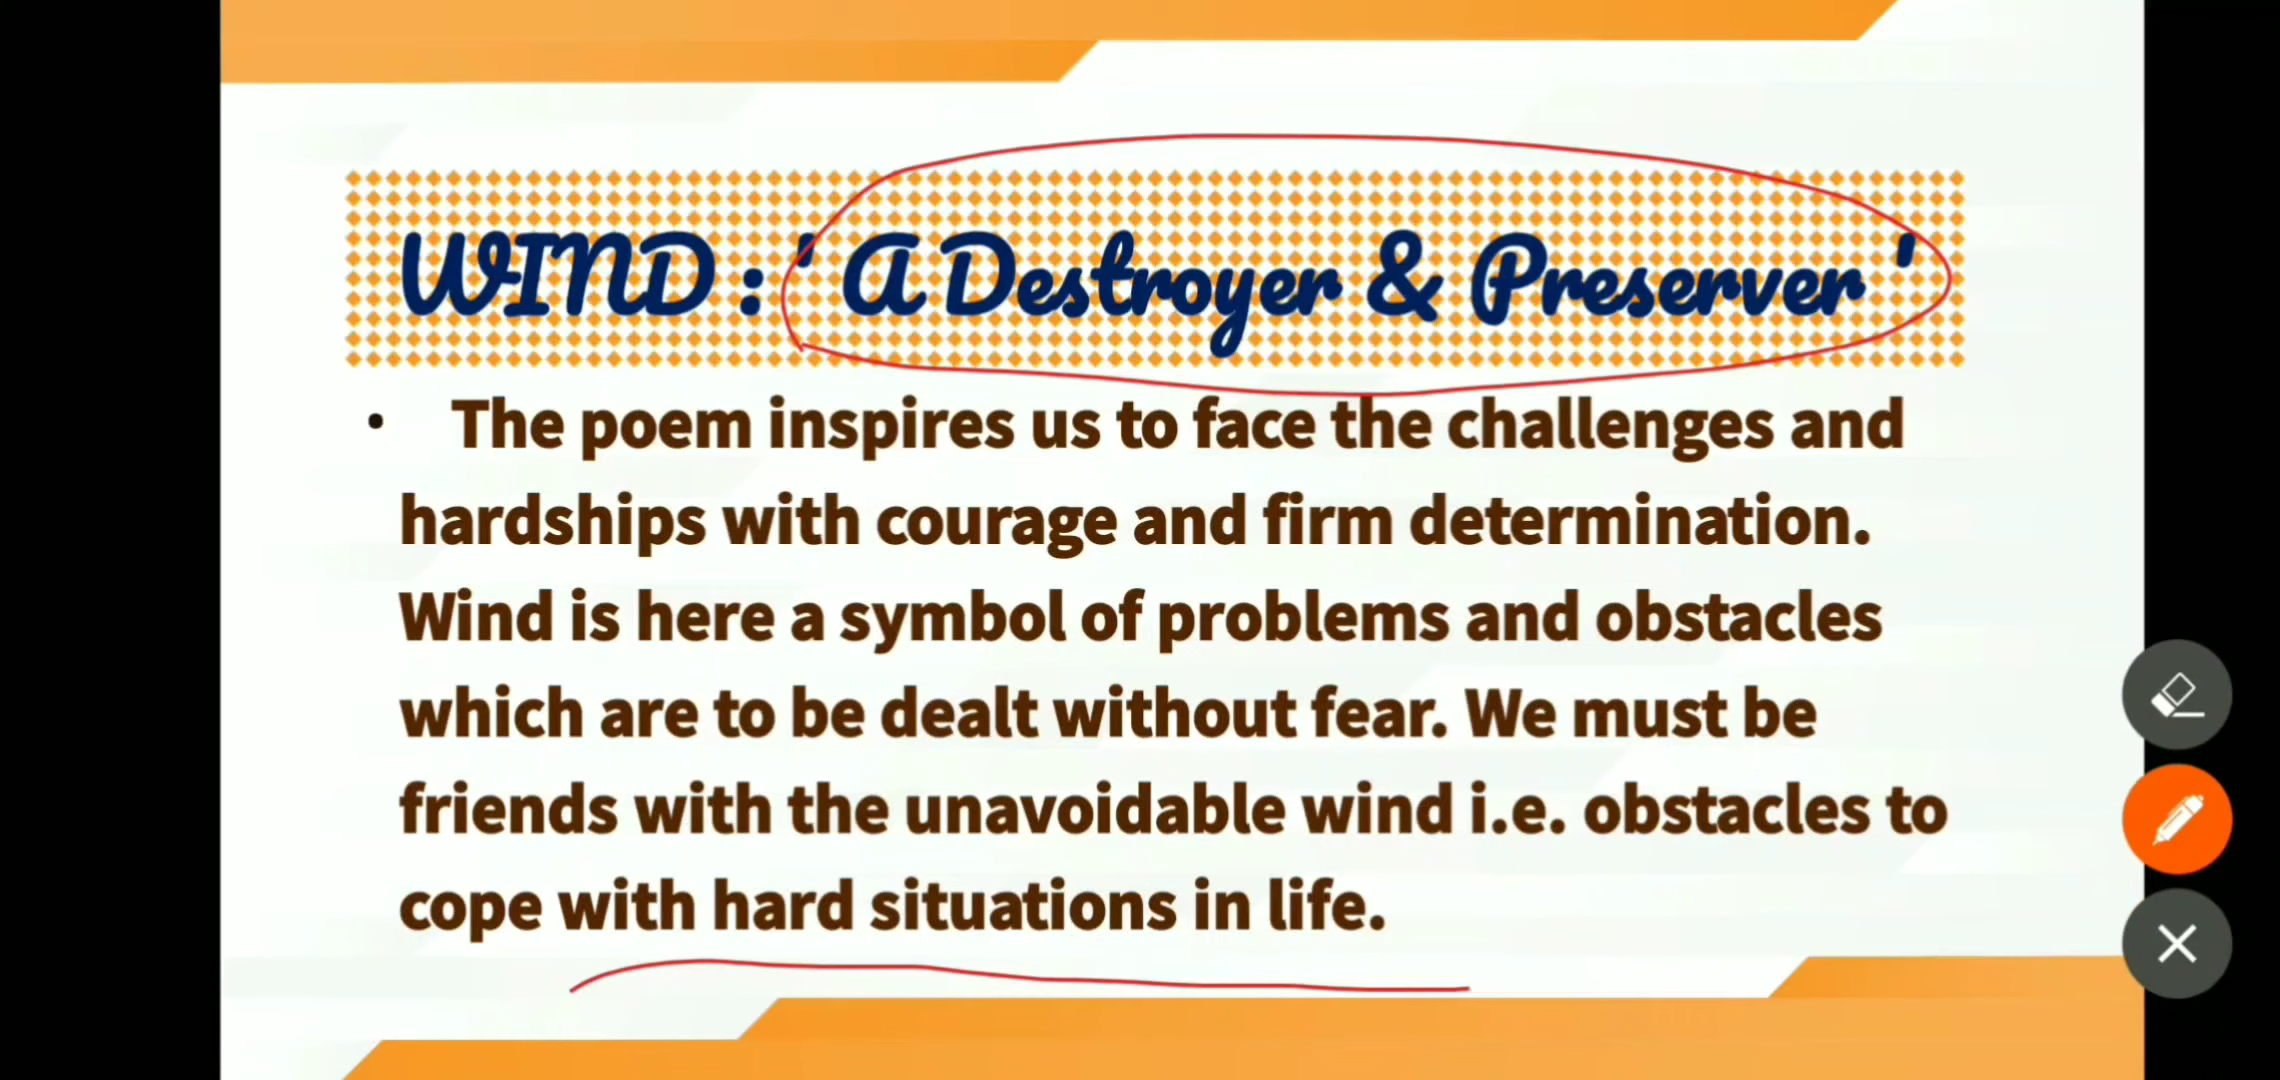 WIND : ' A Destroyer & Preserver '
• The poem inspires us to face the challenges and
hardships with courage and firm determination.
Wind is here a symbol of problems and obstacles
which are to be dealt without fear. We must be
friends with the unavoidable wind i.e. obstacles to
cope with hard situations in life.